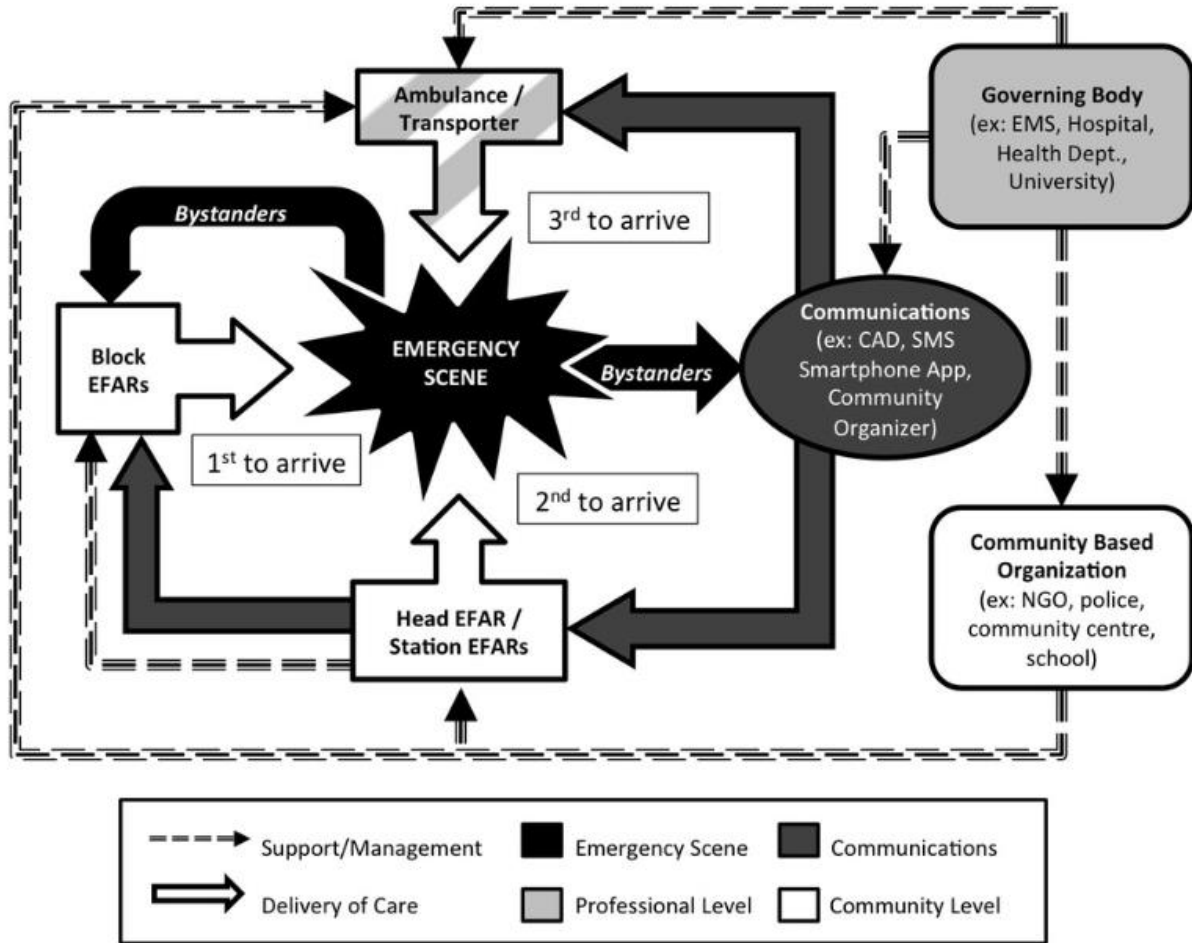 Ambulance /
Transporter
Governing Body
(ex: EMS, Hospital,
Health Dept.,
University)
Bystanders
3rd to arrive
Block
EFARs
EMERGENCY
SCENE
Bystanders
Communications
(ex: CAD, SMS
Smartphone App,
Community
Organizer)
1st to arrive
2nd to arrive
Head EFAR /
Station EFARs
Community Based
Organization
(ex: NGO, police,
community centre,
school)
Support/Management
Emergency Scene
Communications
Delivery of Care
Professional Level
Community Level